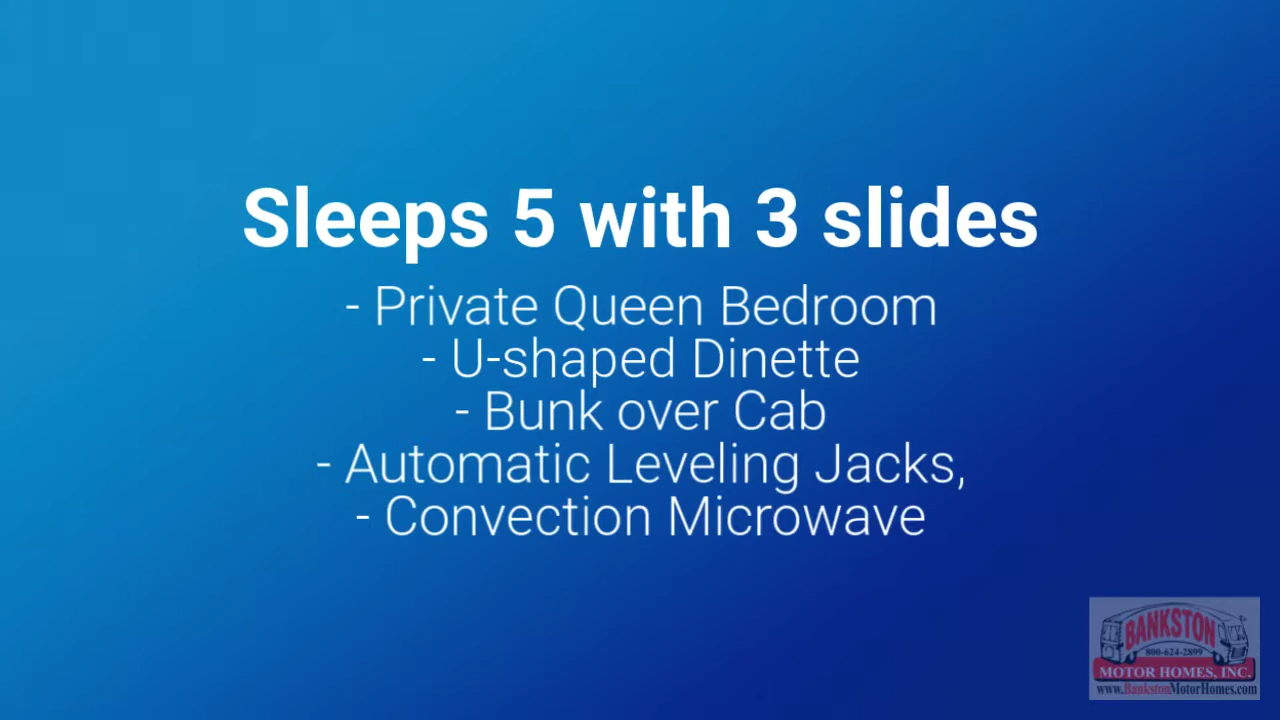 Sleeps 5 with 3 slides
- Private Queen Bedroom
- U-shaped Dinette
- Bunk over Cab
- Automatic Leveling Jacks,
- Convection Microwave
BANKSTON
800-624-2899
MOTOR HOMES, INC.
www.BankstonMotorHomes.com